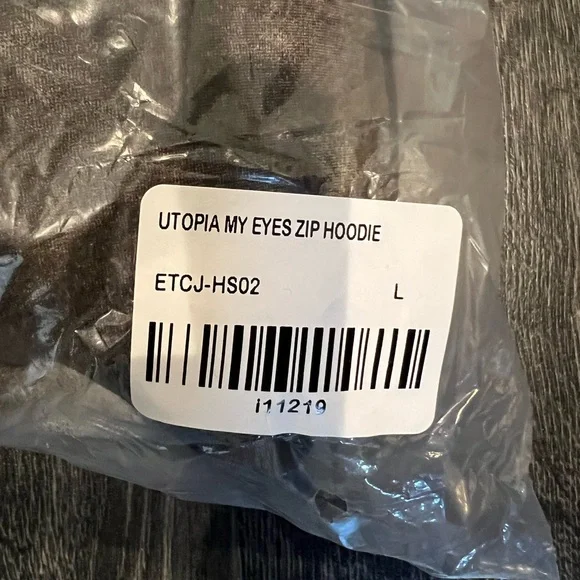 UTOPIA MY EYES ZIP HOODIE
ETCJ-HS02 L
i11219